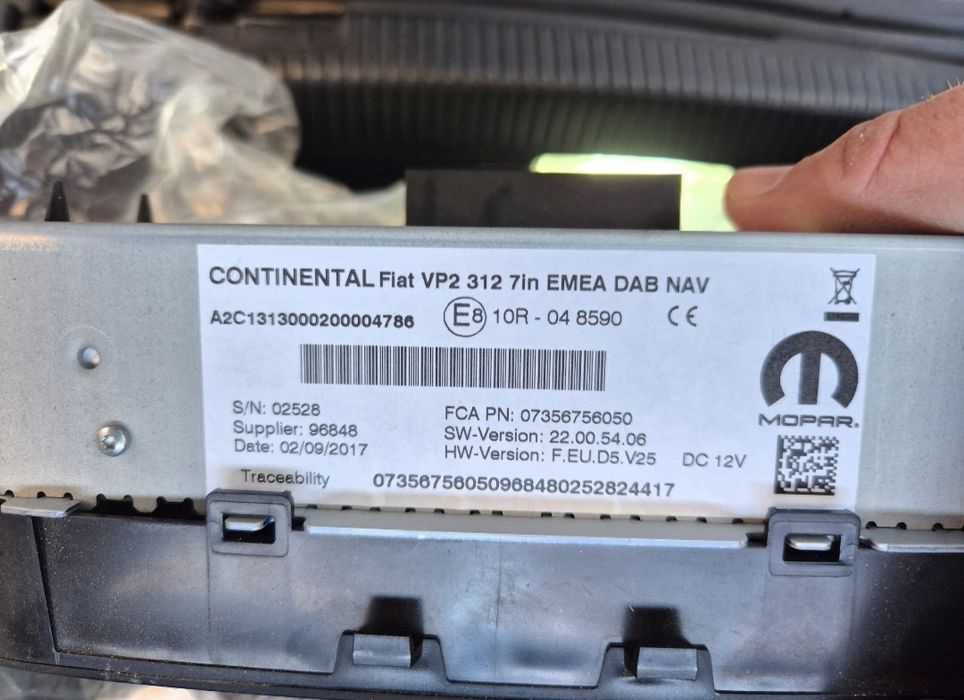 CONTINENTAL Fiat VP2 312 7in EMEA DAB NAV
A2C1313000200004786 E8 10R - 04 8590 CE
S/N: 02528
Supplier: 96848
Date: 02/09/2017
FCA PN: 07356756050
SW-Version: 22.00.54.06
HW-Version: F.EU.D5.V25 DC 12V
MOPAR.
Traceability 073567560509684802528​24417